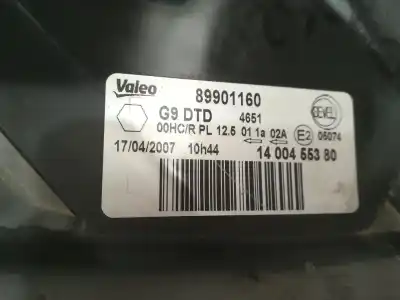 Valeo 89901160
G9 DTD 4651 SEVEL
00HC/R PL 12.5 01 1a 02A E2 05074
17/04/2007 10h44 14 004 553 80